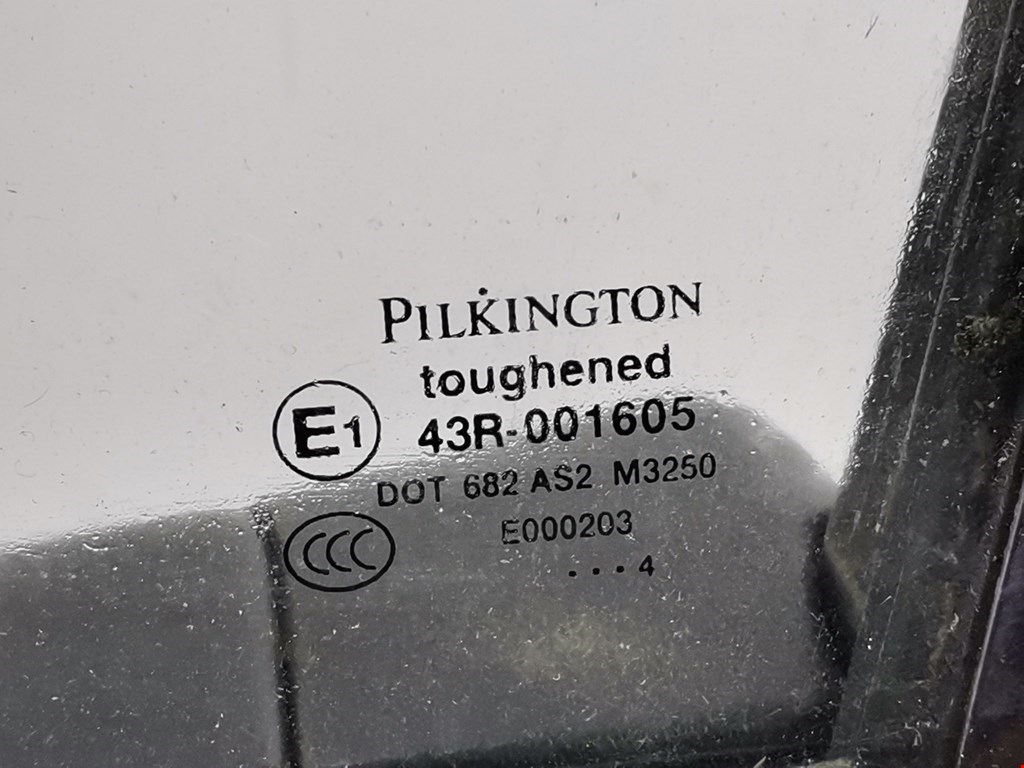 PILKINGTON
toughened
E1 43R-001605
DOT 682 AS2 M3250
CCC E000203
...4